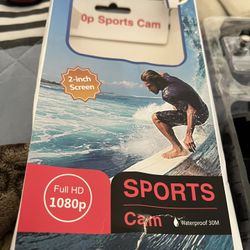 0p Sports Cam
2-inch
Screen
Full HD
1080p
SPORTS
Cam
Waterproof 30M